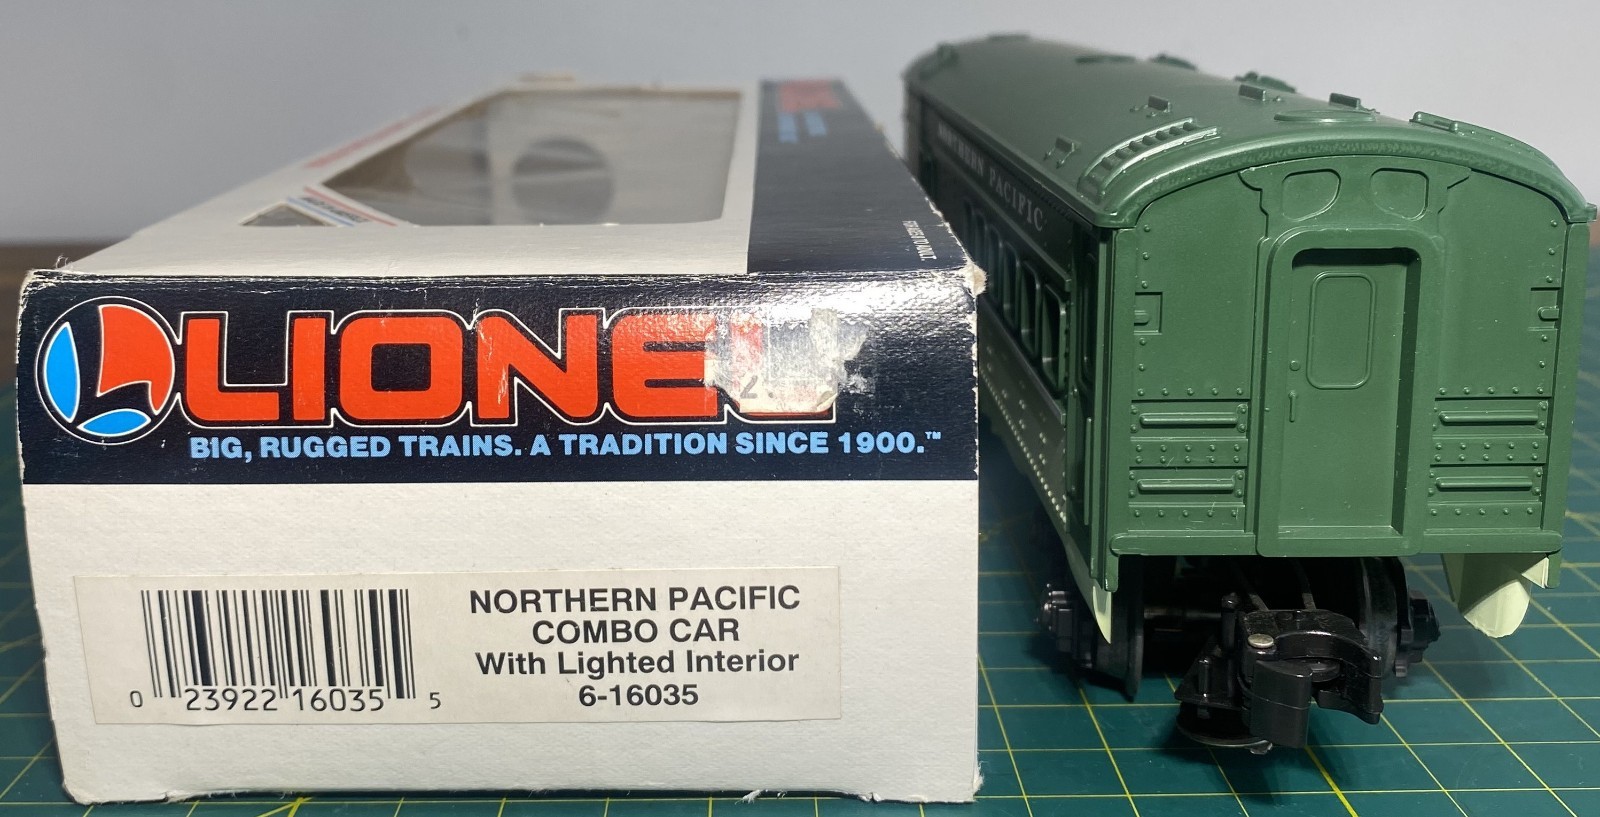 LIONEL
BIG, RUGGED TRAINS. A TRADITION SINCE 1900.™
NORTHERN PACIFIC
COMBO CAR
With Lighted Interior
6-16035
0 23922 16035 5
NORTHERN PACIFIC